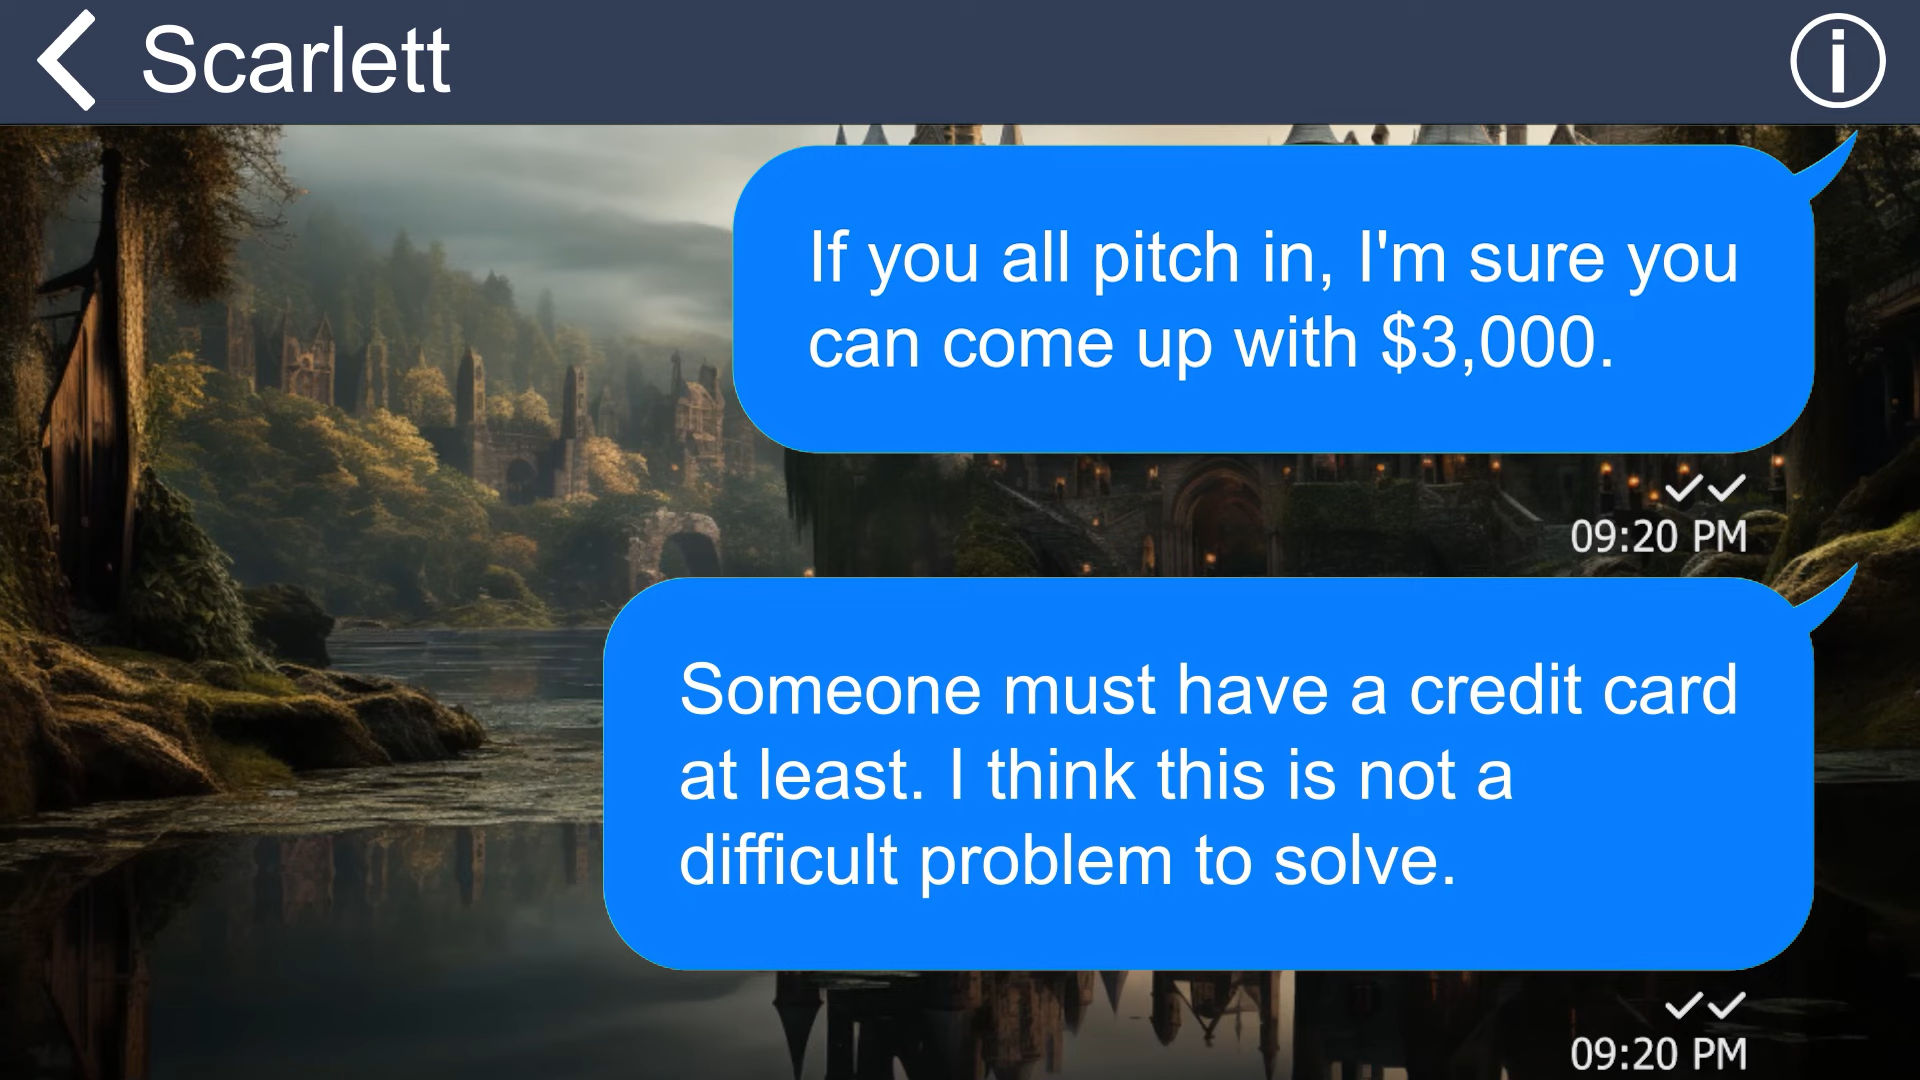 Scarlett
If you all pitch in, I'm sure you
can come up with $3,000.
09:20 PM
Someone must have a credit card
at least. I think this is not a
difficult problem to solve.
09:20 PM